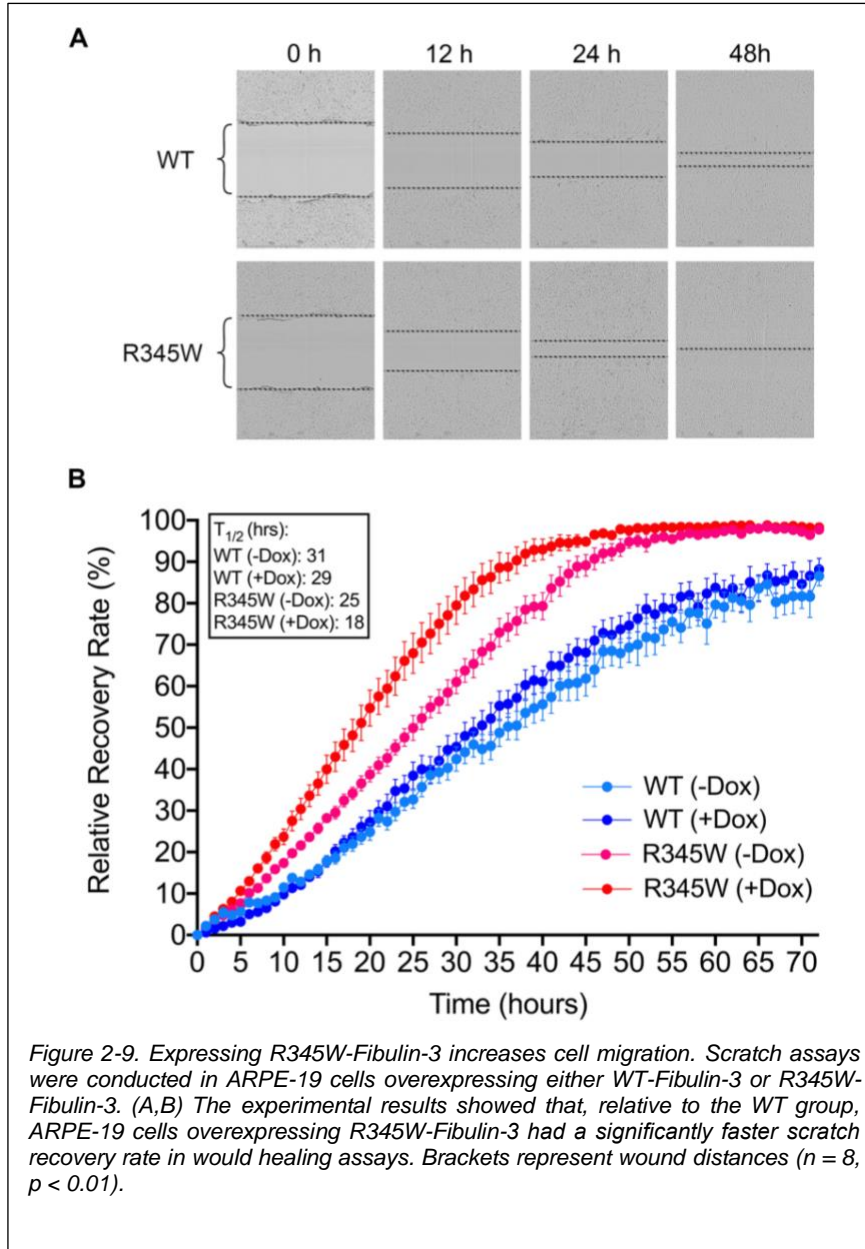 A
0 h 12 h 24 h 48h
WT
R345W
B
T1/2 (hrs):
WT (-Dox): 31
WT (+Dox): 29
R345W (-Dox): 25
R345W (+Dox): 18
100
90
80
70
60
50
40
30
20
10
0
Relative Recovery Rate (%)
WT (-Dox)
WT (+Dox)
R345W (-Dox)
R345W (+Dox)
0 5 10 15 20 25 30 35 40 45 50 55 60 65 70
Time (hours)
Figure 2-9. Expressing R345W-Fibulin-3 increases cell migration. Scratch assays
were conducted in ARPE-19 cells overexpressing either WT-Fibulin-3 or R345W-
Fibulin-3. (A,B) The experimental results showed that, relative to the WT group,
ARPE-19 cells overexpressing R345W-Fibulin-3 had a significantly faster scratch
recovery rate in would healing assays. Brackets represent wound distances (n = 8,
p < 0.01).